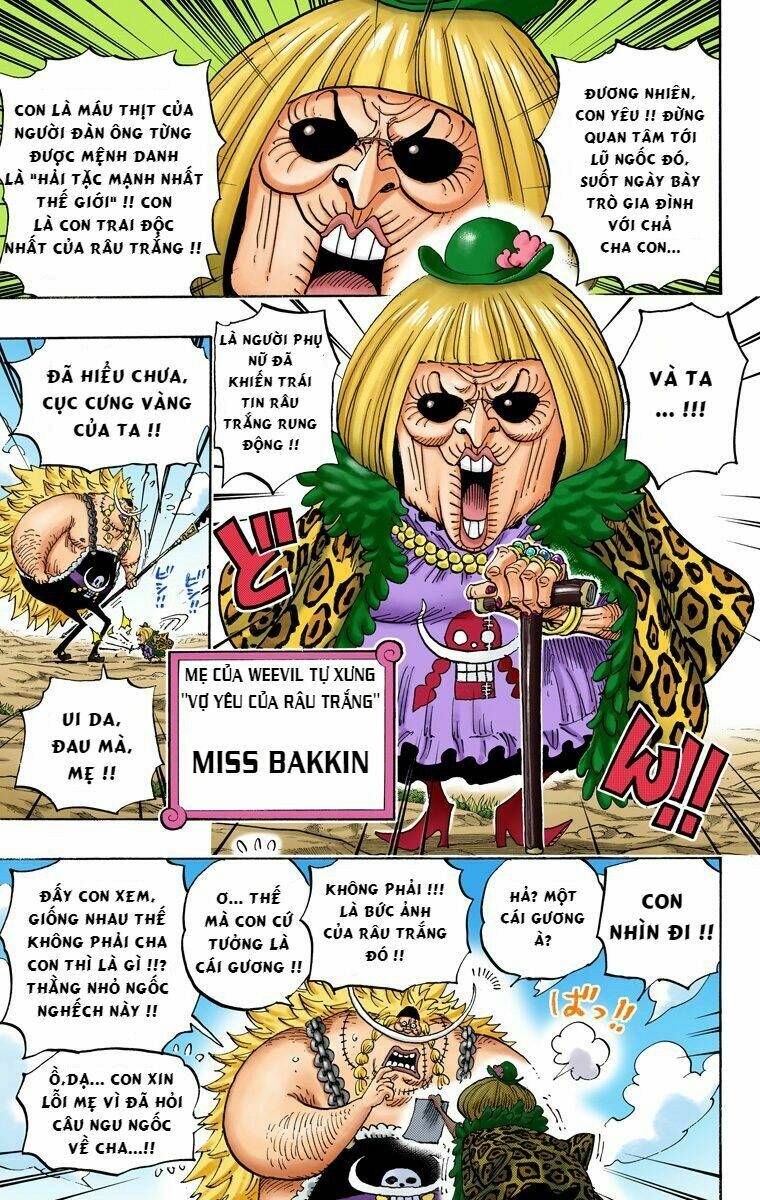 ĐƯƠNG NHIÊN,
CON YÊU !! ĐỪNG
QUAN TÂM TỚI
LŨ NGỐC ĐÓ,
SUỐT NGÀY BÀY
TRÒ GIA ĐÌNH
VỚI CHẢ
CHA CON...
CON LÀ MÁU THỊT CỦA
NGƯỜI ĐÀN ÔNG TỪNG
ĐƯỢC MỆNH DANH
LÀ "HẢI TẶC MẠNH NHẤT
THẾ GIỚI" !! CON
LÀ CON TRAI ĐỘC
NHẤT CỦA RÂU TRẮNG !!
VÀ TA
... !!!
LÀ NGƯỜI PHỤ
NỮ ĐÃ
KHIẾN TRÁI
TIN RÂU
TRẮNG RUNG
ĐỘNG !!
ど
ん!!
MẸ CỦA WEEVIL TỰ XƯNG
"VỢ YÊU CỦA RÂU TRẮNG"
MISS BAKKIN
ĐÃ HIỂU CHƯA,
CỤC CƯNG VÀNG
CỦA TA !!
UI DA,
ĐAU MÀ,
MẸ !!
CON
NHÌN ĐI !!
HẢ? MỘT
CÁI GƯƠNG
À?
KHÔNG PHẢI !!!
LÀ BỨC ẢNH
CỦA RÂU TRẮNG
ĐÓ !!
Ơ... THẾ
MÀ CON CỨ
TƯỞNG LÀ
CÁI GƯƠNG !!
ĐẤY CON XEM,
GIỐNG NHAU THẾ
KHÔNG PHẢI CHA
CON THÌ LÀ GÌ !!?
THẰNG NHỎ NGỐC
NGHẾCH NÀY !!
Ồ,DẠ... CON XIN
LỖI MẸ VÌ ĐÃ HỎI
CÂU NGU NGỐC
VỀ CHA...!!
ばっ!!